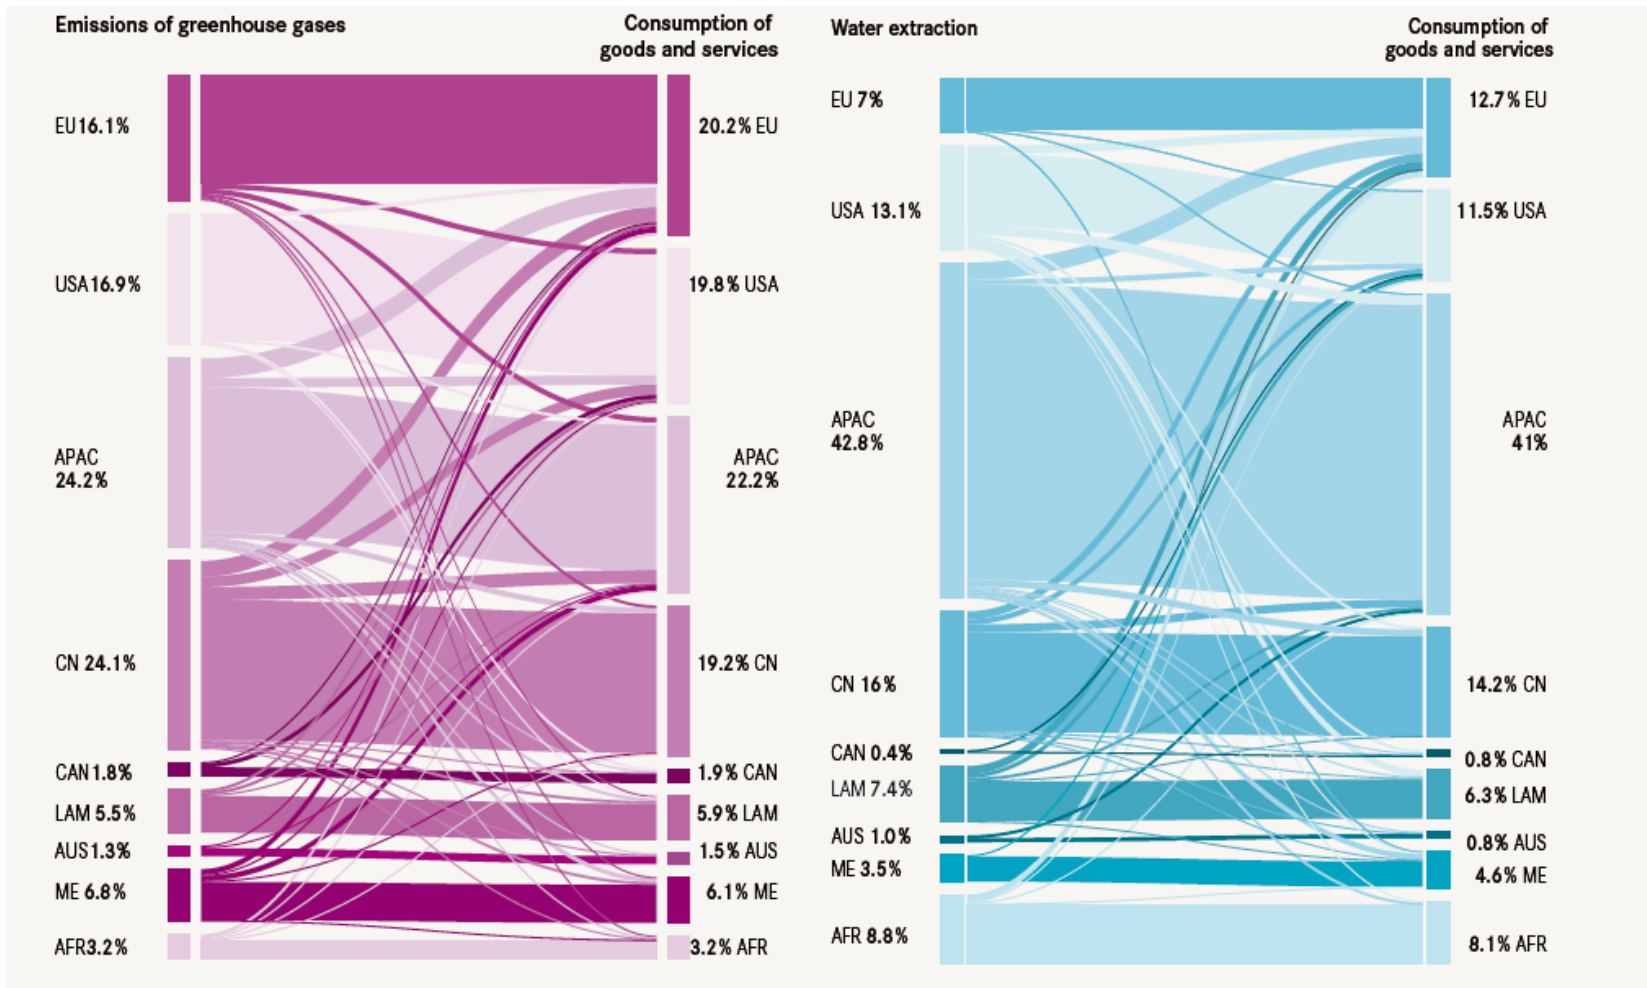 Emissions of greenhouse gases
Consumption of
goods and services
EU 16.1%
20.2% EU
USA 16.9%
19.8% USA
APAC
24.2%
APAC
22.2%
CN 24.1%
19.2% CN
CAN 1.8%
1.9% CAN
LAM 5.5%
5.9% LAM
AUS 1.3%
1.5% AUS
ME 6.8%
6.1% ME
AFR 3.2%
3.2% AFR
Water extraction
Consumption of
goods and services
EU 7%
12.7% EU
USA 13.1%
11.5% USA
APAC
42.8%
APAC
41%
CN 16%
14.2% CN
CAN 0.4%
0.8% CAN
LAM 7.4%
6.3% LAM
AUS 1.0%
0.8% AUS
ME 3.5%
4.6% ME
AFR 8.8%
8.1% AFR